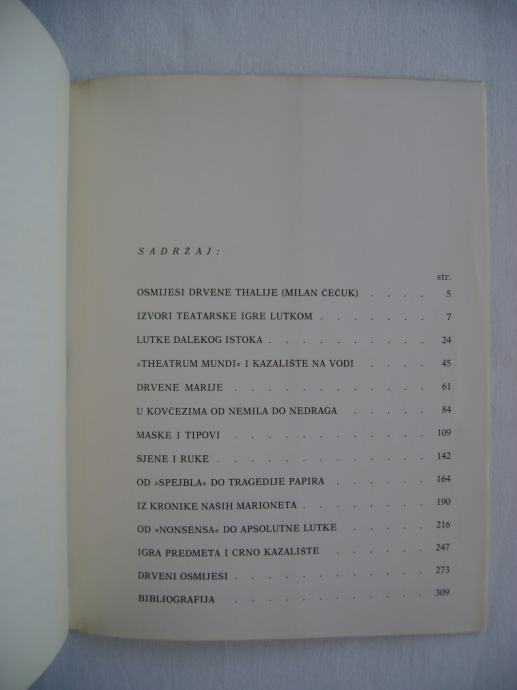 SADRŽAJ:
str.
OSMIJESI DRVENE THALIJE (MILAN ČEČUK) . . . . 5
IZVORI TEATARSKE IGRE LUTKOM . . . . . . . 7
LUTKE DALEKOG ISTOKA . . . . . . . . . 24
»THEATRUM MUNDI« I KAZALIŠTE NA VODI . . . . 45
DRVENE MARIJE . . . . . . . . . . . 61
U KOVČEZIMA OD NEMILA DO NEDRAGA . . . . . 84
MASKE I TIPOVI . . . . . . . . . . . 109
SJENE I RUKE . . . . . . . . . . . . 142
OD »SPEJBLA« DO TRAGEDIJE PAPIRA . . . . . . 164
IZ KRONIKE NAŠIH MARIONETA . . . . . . . . 190
OD »NONSENSA« DO APSOLUTNE LUTKE . . . . . 216
IGRA PREDMETA I CRNO KAZALIŠTE . . . . . . 247
DRVENI OSMIJESI . . . . . . . . . . . 273
BIBLIOGRAFIJA . . . . . . . . . . . 309